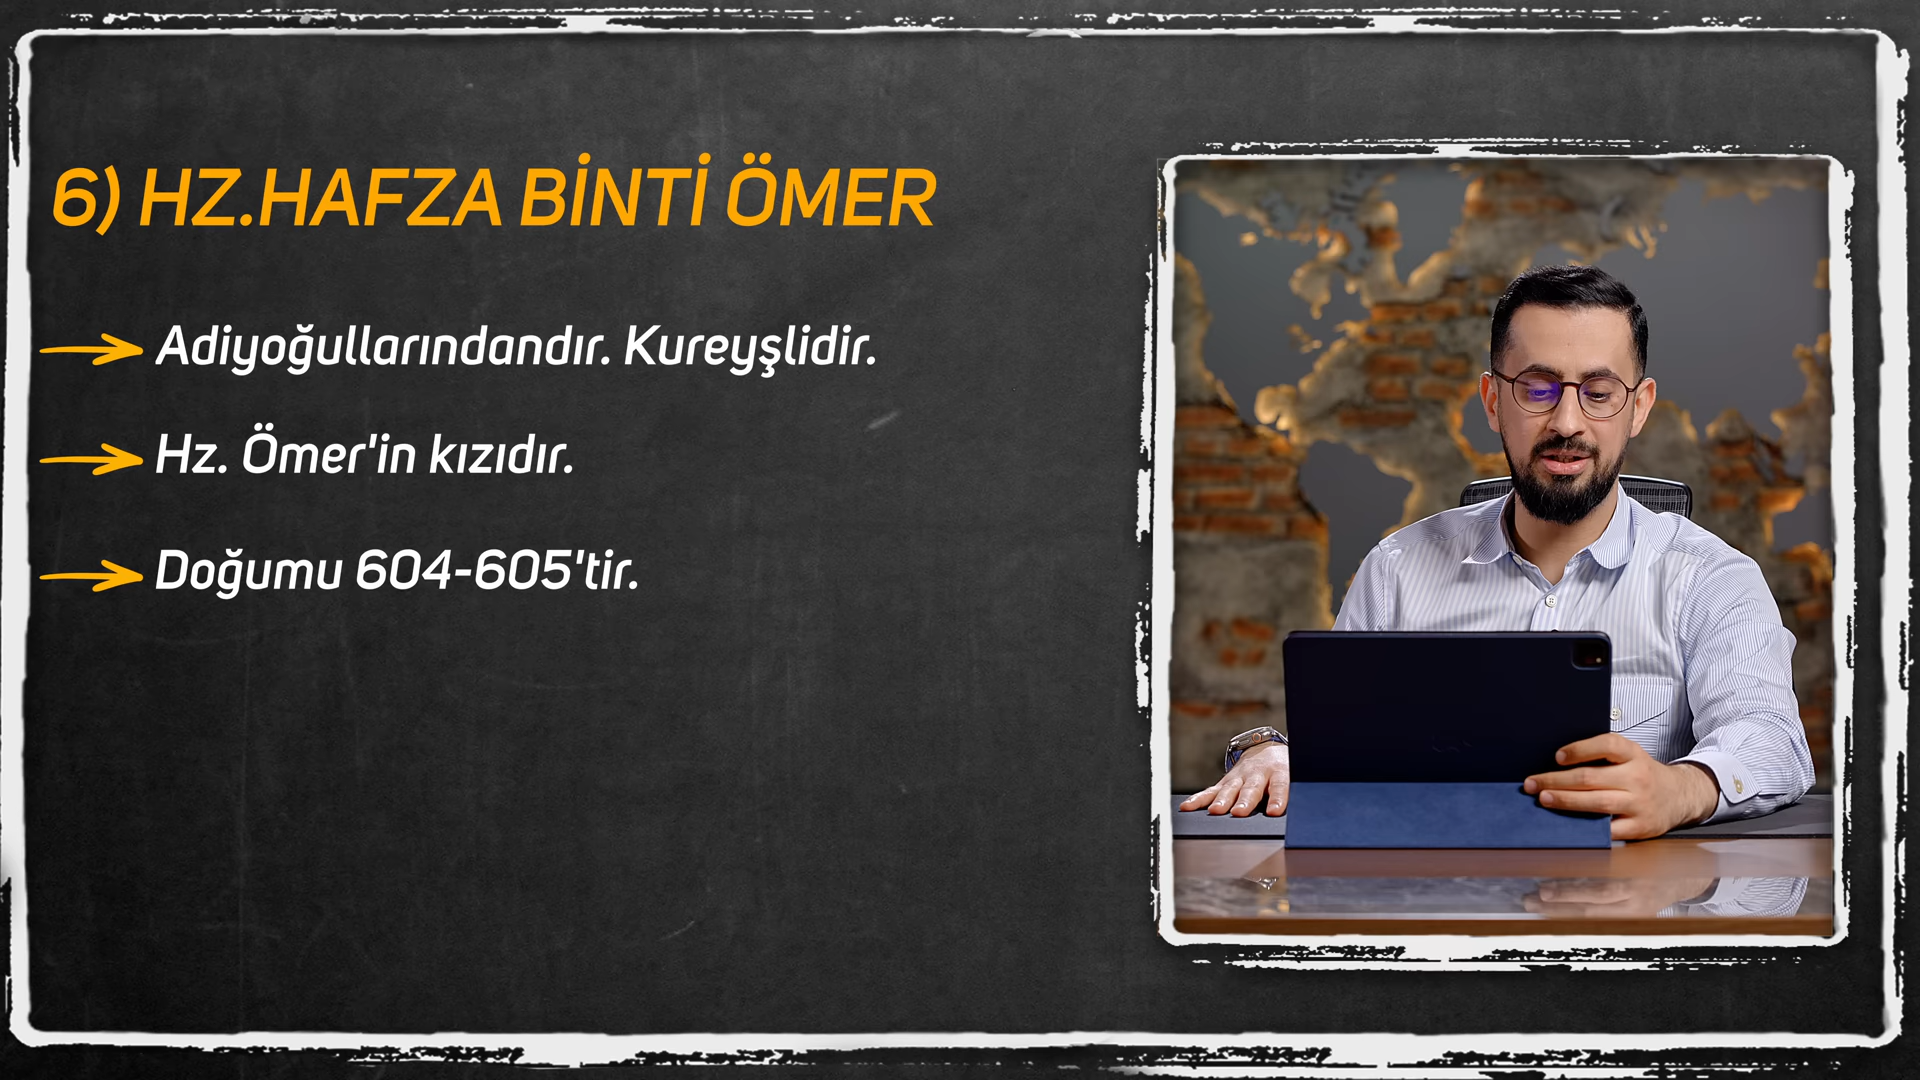 6) HZ.HAFZA BİNTİ ÖMER
Adiyoğullarındandır. Kureyşlidir.
Hz. Ömer'in kızıdır.
Doğumu 604-605'tir.